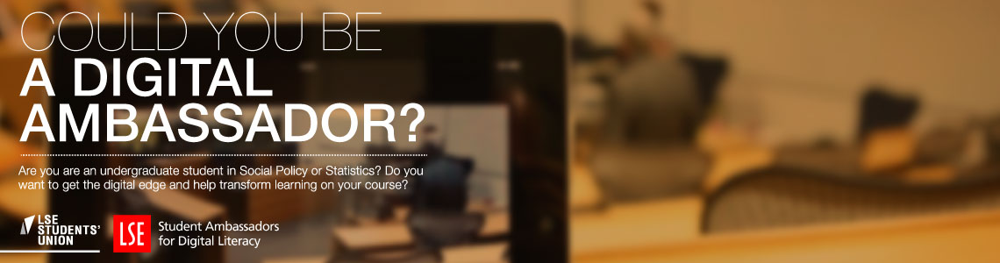 COULD YOU BE
A DIGITAL
AMBASSADOR?
Are you are an undergraduate student in Social Policy or Statistics? Do you
want to get the digital edge and help transform learning on your course?
LSE
STUDENTS'
UNION
LSE
Student Ambassadors
for Digital Literacy